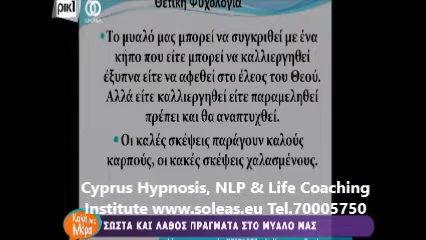 ρικ1
Θετική Ψυχολογία
• Το μυαλό μας μπορεί να συγκριθεί με ένα
κήπο που είτε μπορεί να καλλιεργηθεί
έξυπνα είτε να αφεθεί στο έλεος του Θεού.
Αλλά είτε καλλιεργηθεί είτε παραμεληθεί
πρέπει και θα αναπτυχθεί.
• Οι καλές σκέψεις παράγουν καλούς
καρπούς, οι κακές σκέψεις χαλασμένους.
Cyprus Hypnosis, NLP & Life Coaching
Institute www.soleas.eu Tel.70005750
ΣΩΣΤΑ ΚΑΙ ΛΑΘΟΣ ΠΡΑΓΜΑΤΑ ΣΤΟ ΜΥΑΛΟ ΜΑΣ